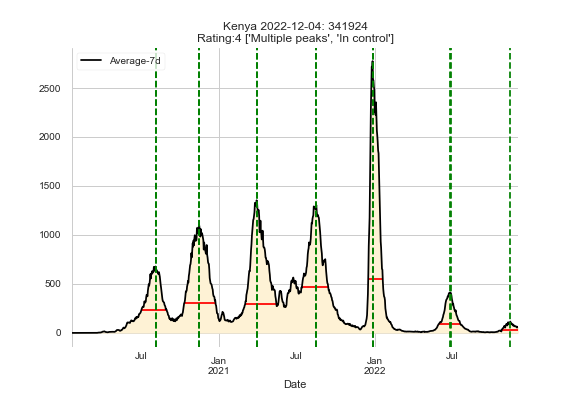 Kenya 2022-12-04: 341924
Rating:4 ['Multiple peaks', 'In control']
Average-7d
2500
2000
1500
1000
500
0
Jul
Jan
2021
Jul
Jan
2022
Jul
Date